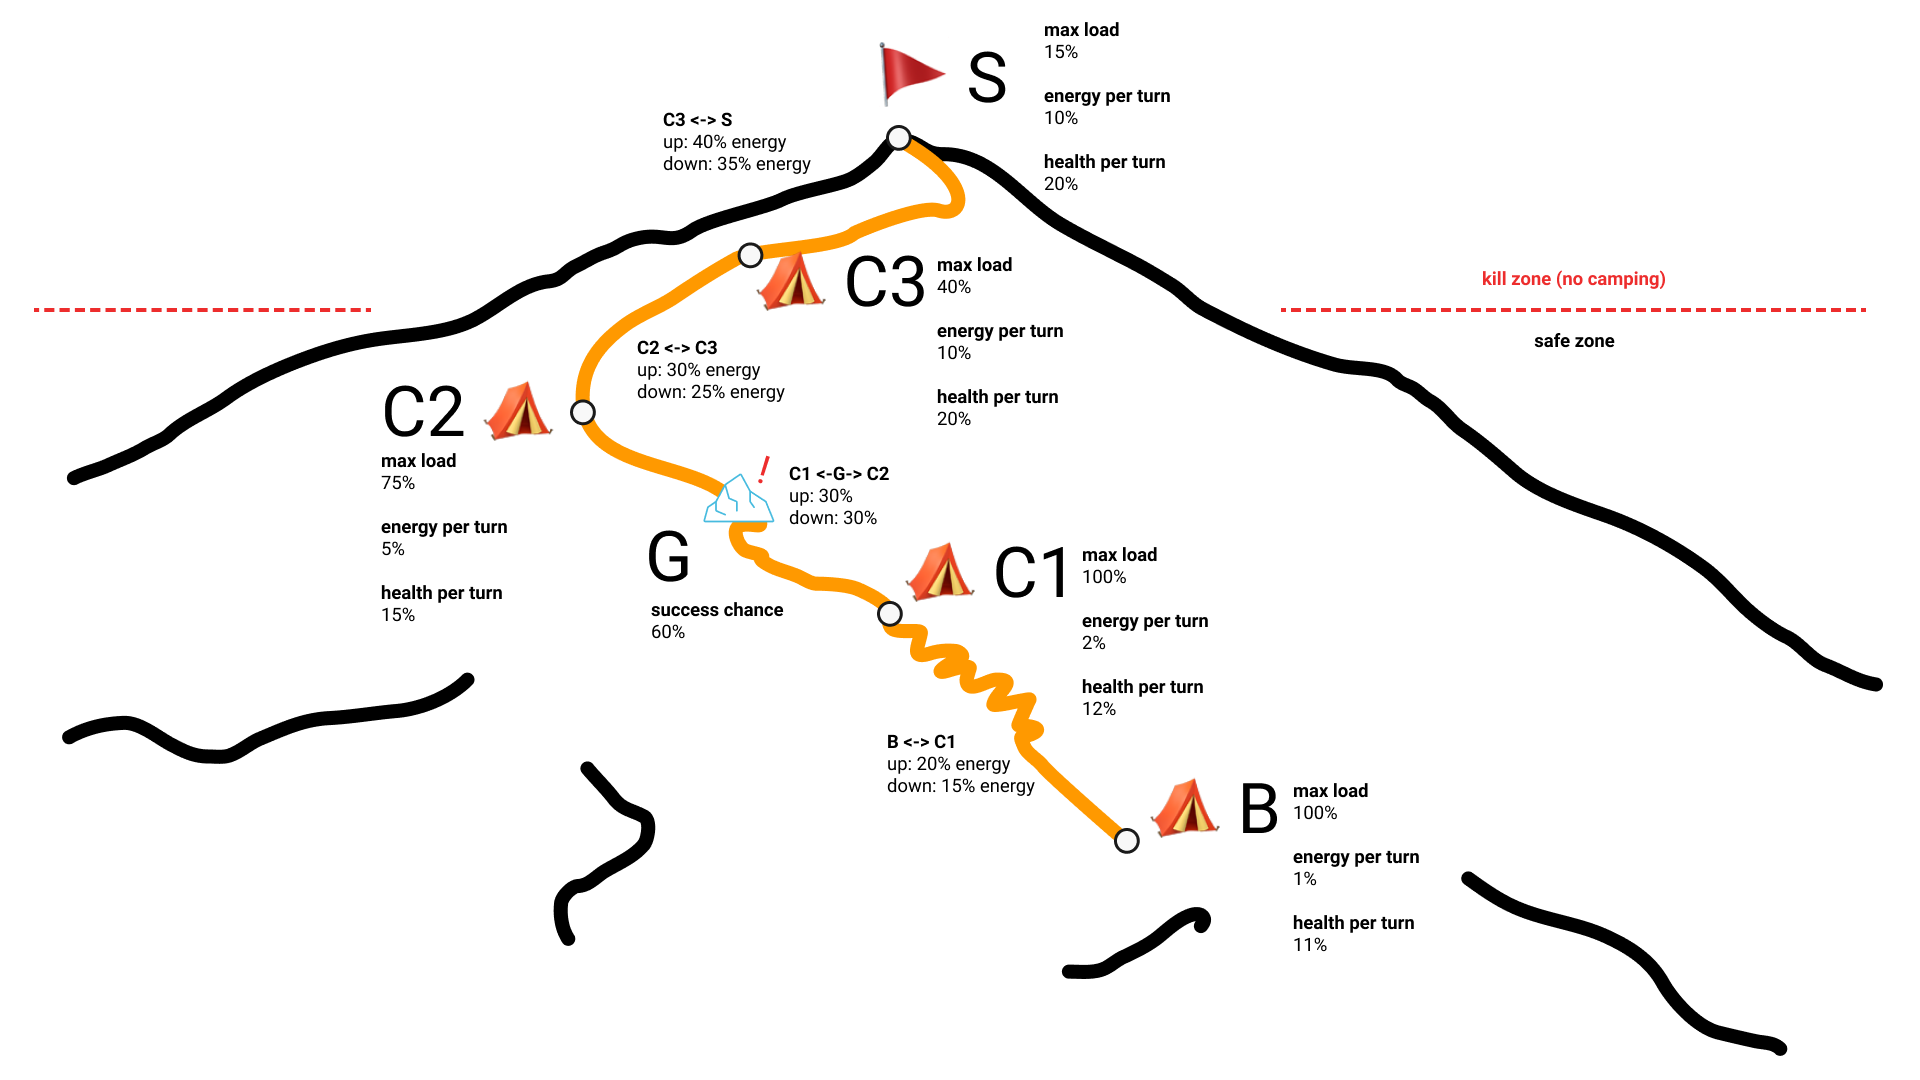 S
max load
15%
energy per turn
10%
health per turn
20%
C3 <-> S
up: 40% energy
down: 35% energy
C3
max load
40%
energy per turn
10%
health per turn
20%
kill zone (no camping)
safe zone
C2 <-> C3
up: 30% energy
down: 25% energy
C2
max load
75%
energy per turn
5%
health per turn
15%
!
C1 <-G-> C2
up: 30%
down: 30%
G
success chance
60%
C1
max load
100%
energy per turn
2%
health per turn
12%
B <-> C1
up: 20% energy
down: 15% energy
B
max load
100%
energy per turn
1%
health per turn
11%